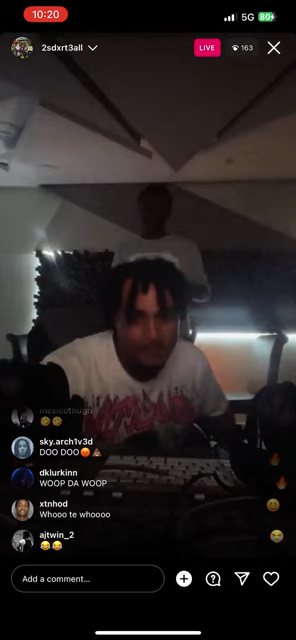 10:20
5G 80
2sdxrt3all
LIVE
163
mexicotnugh
sky.arch1v3d
DOO DOO
dklurkinn
WOOP DA WOOP
xtnhod
Whooo te whoooo
ajtwin_2
Add a comment...